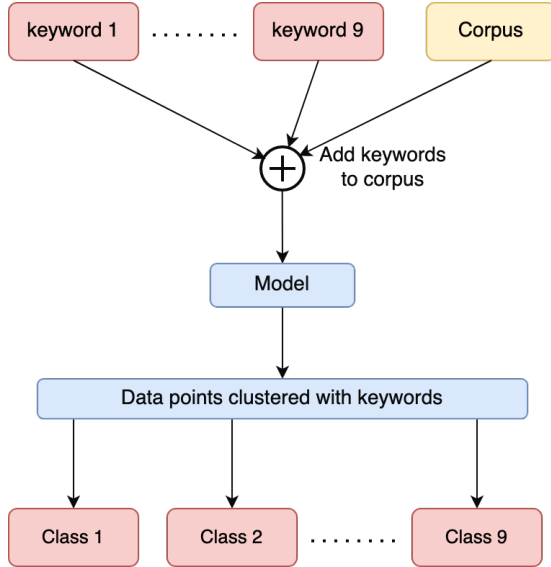 keyword 1 ........ keyword 9 Corpus
Add keywords
to corpus
Model
Data points clustered with keywords
Class 1 Class 2 ........ Class 9